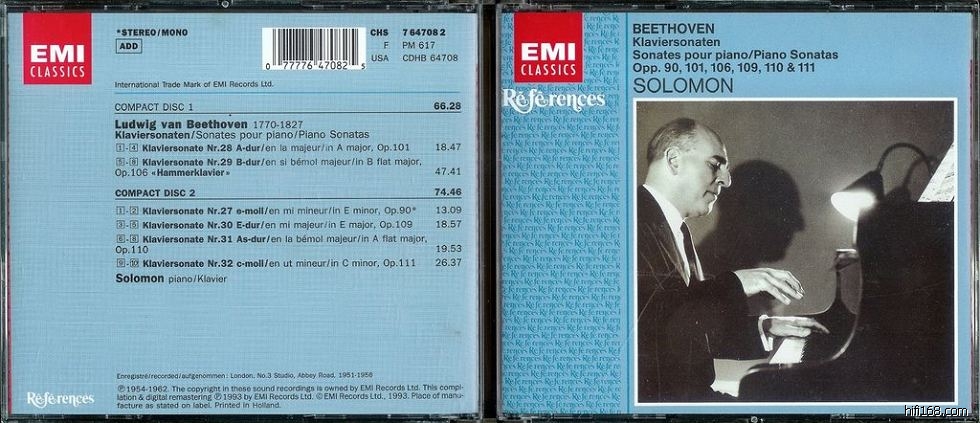 EMI
CLASSICS
*STEREO/MONO
ADD
0 77776 47082 5
CHS 7 64708 2
F PM 617
USA CDHB 64708
International Trade Mark of EMI Records Ltd.
COMPACT DISC 1 66.28
Ludwig van Beethoven 1770-1827
Klaviersonaten/Sonates pour piano/Piano Sonatas
1-4 Klaviersonate Nr.28 A-dur/en la majeur/in A major, Op.101 18.47
5-8 Klaviersonate Nr.29 B-dur/en si bémol majeur/in B flat major,
Op.106 «Hammerklavier» 47.41
COMPACT DISC 2 74.46
1-2 Klaviersonate Nr.27 e-moll/en mi mineur/in E minor, Op.90* 13.09
3-5 Klaviersonate Nr.30 E-dur/en mi majeur/in E major, Op.109 18.57
6-8 Klaviersonate Nr.31 As-dur/en la bémol majeur/in A flat major,
Op.110 19.53
9-10 Klaviersonate Nr.32 c-moll/en ut mineur/in C minor, Op.111 26.37
Solomon piano/Klavier
Enregistré/recorded/aufgenommen: London, No.3 Studio, Abbey Road, 1951-1956
℗ 1954-1962. The copyright in these sound recordings is owned by EMI Records Ltd. This compil-
ation & digital remastering ℗ 1993 by EMI Records Ltd. © EMI Records Ltd., 1993. Place of manu-
facture as stated on label. Printed in Holland.
Références
EMI
CLASSICS
Références
BEETHOVEN
Klaviersonaten
Sonates pour piano/Piano Sonatas
Opp. 90, 101, 106, 109, 110 & 111
SOLOMON
hifi168.com